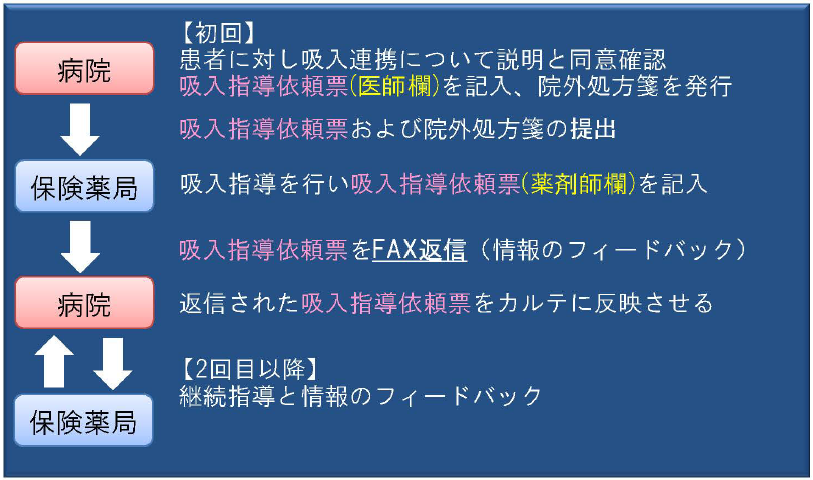 【初回】
病院
患者に対し吸入連携について説明と同意確認
吸入指導依頼票(医師欄)を記入、院外処方箋を発行
吸入指導依頼票および院外処方箋の提出
保険薬局
吸入指導を行い吸入指導依頼票(薬剤師欄)を記入
吸入指導依頼票をFAX返信（情報のフィードバック）
病院
返信された吸入指導依頼票をカルテに反映させる
【2回目以降】
継続指導と情報のフィードバック
保険薬局